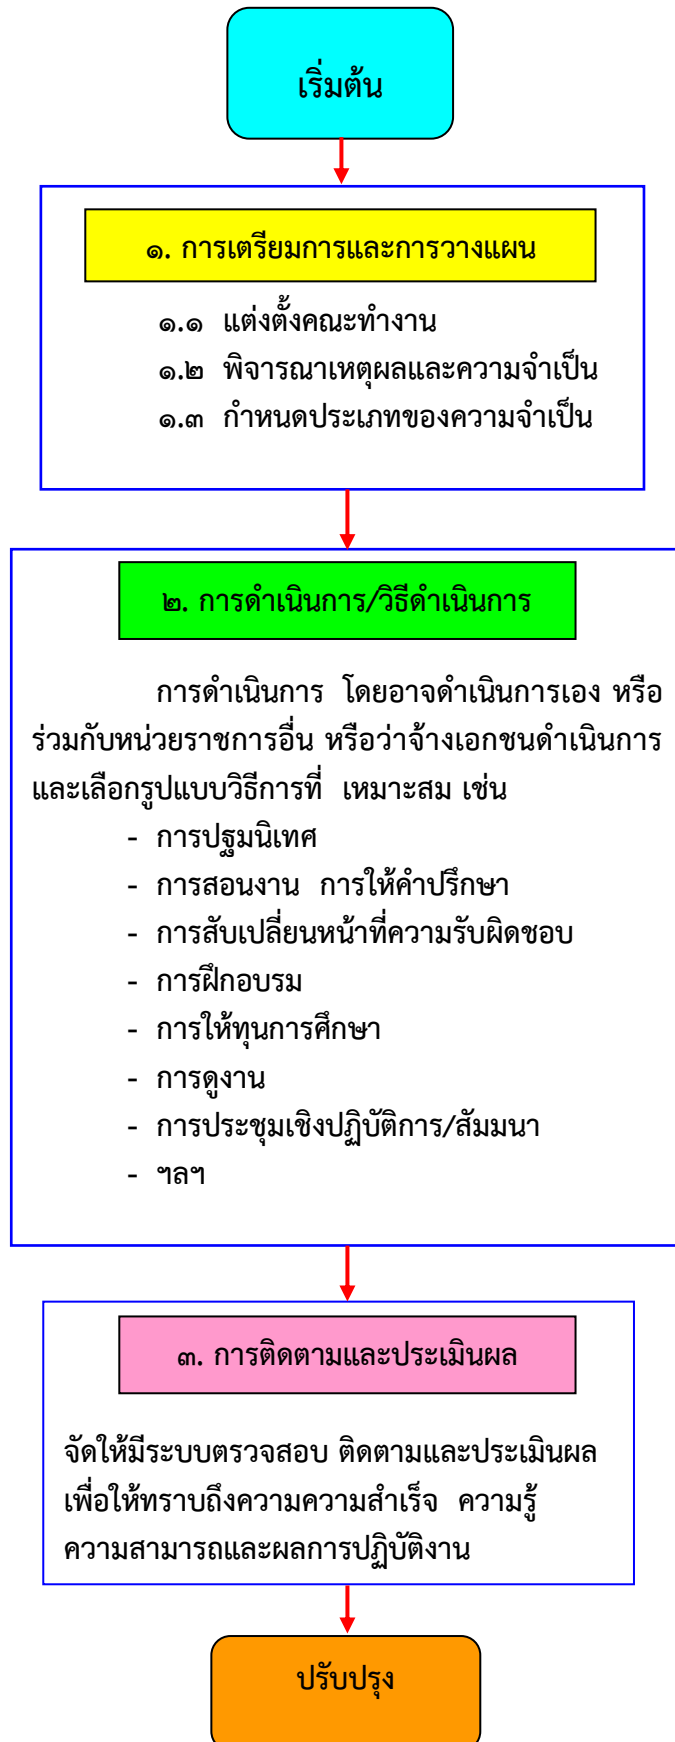 เริ่มต้น
๑. การเตรียมการและการวางแผน
๑.๑ แต่งตั้งคณะทำงาน
๑.๒ พิจารณาเหตุผลและความจำเป็น
๑.๓ กำหนดประเภทของความจำเป็น
๒. การดำเนินการ/วิธีดำเนินการ
การดำเนินการ โดยอาจดำเนินการเอง หรือ
ร่วมกับหน่วยราชการอื่น หรือว่าจ้างเอกชนดำเนินการ
และเลือกรูปแบบวิธีการที่ เหมาะสม เช่น
- การปฐมนิเทศ
- การสอนงาน การให้คำปรึกษา
- การสับเปลี่ยนหน้าที่ความรับผิดชอบ
- การฝึกอบรม
- การให้ทุนการศึกษา
- การดูงาน
- การประชุมเชิงปฏิบัติการ/สัมมนา
- ฯลฯ
๓. การติดตามและประเมินผล
จัดให้มีระบบตรวจสอบ ติดตามและประเมินผล
เพื่อให้ทราบถึงความความสำเร็จ ความรู้
ความสามารถและผลการปฏิบัติงาน
ปรับปรุง